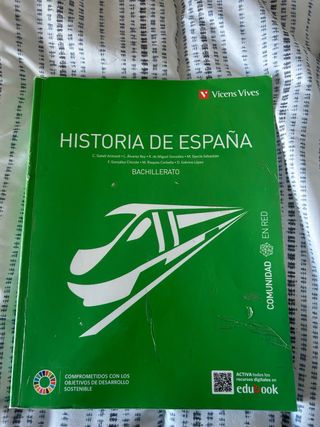 Vicens Vives
HISTORIA DE ESPAÑA
BACHILLERATO
COMUNIDAD EN RED
COMPROMETIDOS CON LOS
OBJETIVOS DE DESARROLLO
SOSTENIBLE
ACTIVA todos los
recursos digitales en
edubook